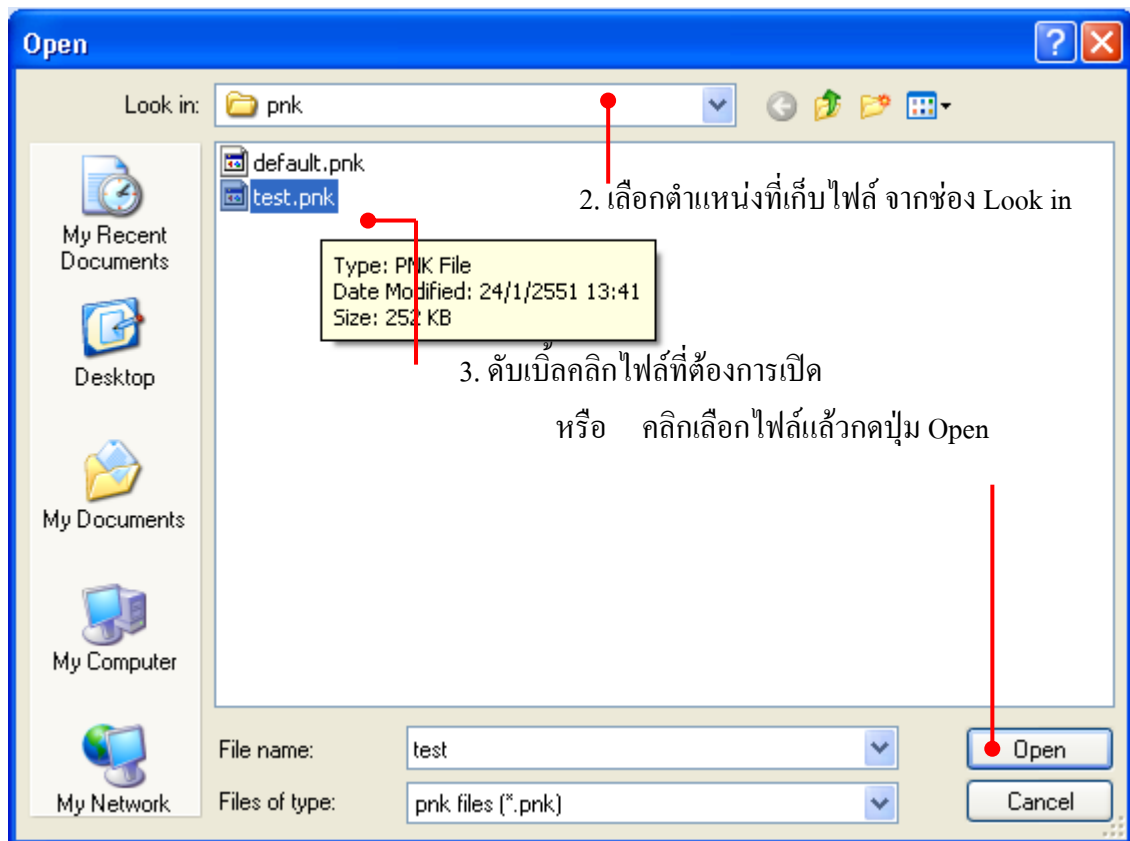 Open
Look in:
pnk
default.pnk
test.pnk
2. เลือกตำแหน่งที่เก็บไฟล์ จากช่อง Look in
My Recent
Documents
Type: PNK File
Date Modified: 24/1/2551 13:41
Size: 252 KB
Desktop
3. ดับเบิ้ลคลิกไฟล์ที่ต้องการเปิด
หรือ คลิกเลือกไฟล์แล้วกดปุ่ม Open
My Documents
My Computer
My Network
File name:
test
Open
Files of type:
pnk files (*.pnk)
Cancel